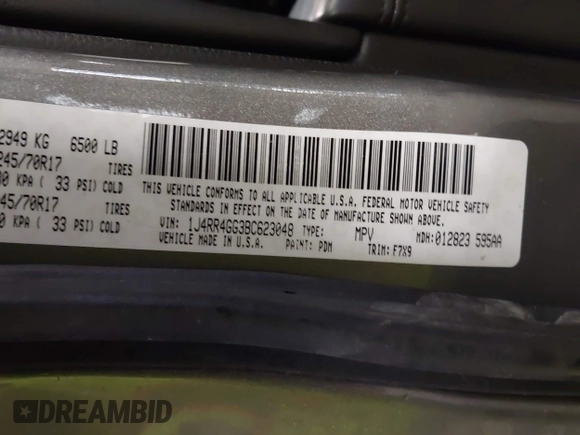 2949 KG 6500 LB
245/70R17 TIRES
KPA ( 33 PSI) COLD
45/70R17 TIRES
KPA ( 33 PSI) COLD
THIS VEHICLE CONFORMS TO ALL APPLICABLE U.S.A. FEDERAL MOTOR VEHICLE SAFETY
STANDARDS IN EFFECT ON THE DATE OF MANUFACTURE SHOWN ABOVE.
VIN: 1J4RR4GG3BC623048 TYPE: MPV MDH: 012823 595AA
VEHICLE MADE IN U.S.A. PAINT: PDM TRIM: F7X9
DREAMBID